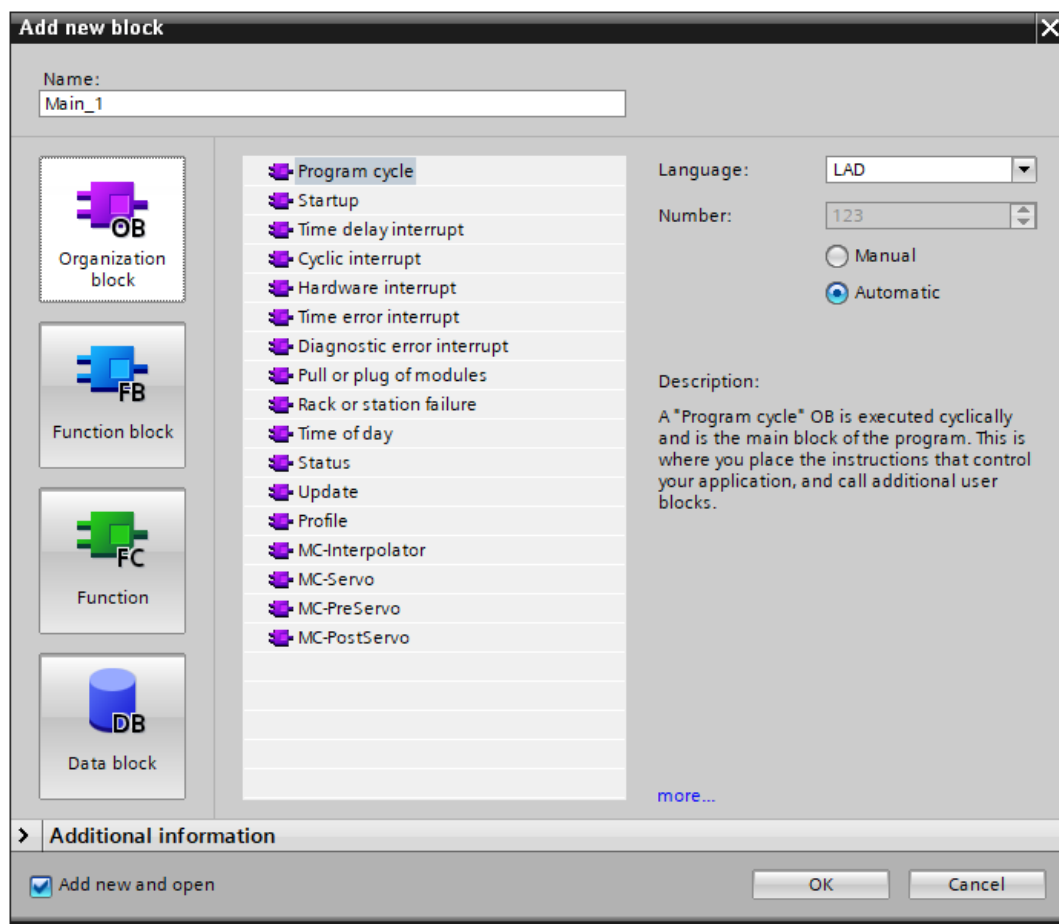 Add new block
Name:
Main_1
OB
Organization
block
FB
Function block
FC
Function
DB
Data block
Program cycle
Startup
Time delay interrupt
Cyclic interrupt
Hardware interrupt
Time error interrupt
Diagnostic error interrupt
Pull or plug of modules
Rack or station failure
Time of day
Status
Update
Profile
MC-Interpolator
MC-Servo
MC-PreServo
MC-PostServo
Language:
LAD
Number:
123
Manual
Automatic
Description:
A "Program cycle" OB is executed cyclically
and is the main block of the program. This is
where you place the instructions that control
your application, and call additional user
blocks.
more...
Additional information
Add new and open
OK
Cancel